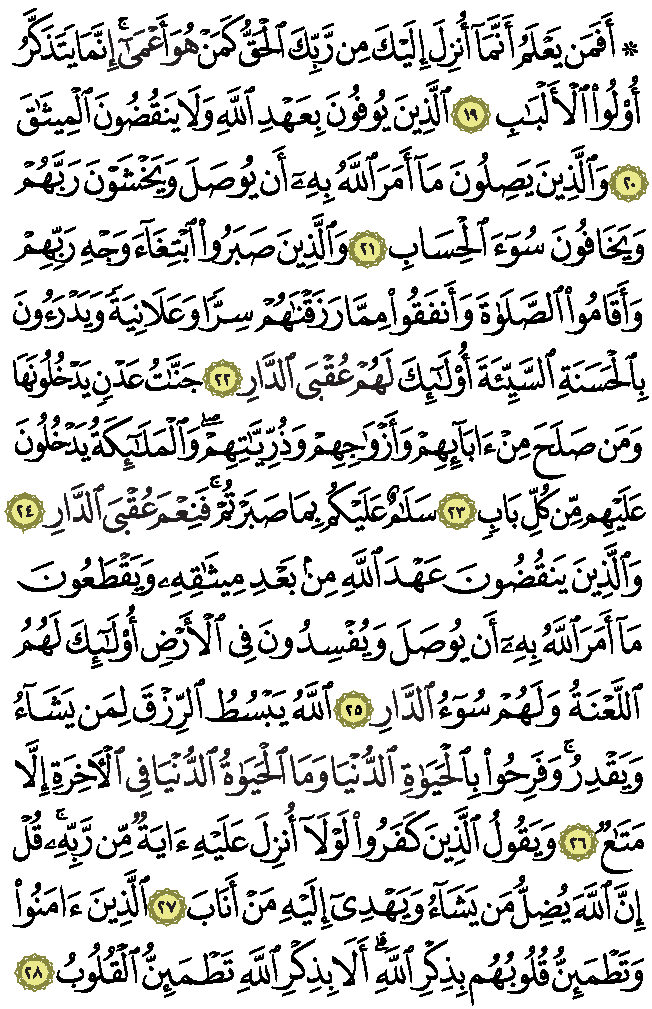 ۞ أَفَمَن يَعْلَمُ أَنَّمَآ أُنزِلَ إِلَيْكَ مِن رَّبِّكَ ٱلْحَقُّ كَمَنْ هُوَ أَعْمَىٰٓ ۚ إِنَّمَا يَتَذَكَّرُ
أُو۟لُوا۟ ٱلْأَلْبَـٰبِ ١٩ ٱلَّذِينَ يُوفُونَ بِعَهْدِ ٱللَّهِ وَلَا يَنقُضُونَ ٱلْمِيثَـٰقَ
٢٠ وَٱلَّذِينَ يَصِلُونَ مَآ أَمَرَ ٱللَّهُ بِهِۦٓ أَن يُوصَلَ وَيَخْشَوْنَ رَبَّهُمْ
وَيَخَافُونَ سُوٓءَ ٱلْحِسَابِ ٢١ وَٱلَّذِينَ صَبَرُوا۟ ٱبْتِغَآءَ وَجْهِ رَبِّهِمْ
وَأَقَامُوا۟ ٱلصَّلَوٰةَ وَأَنفَقُوا۟ مِمَّا رَزَقْنَـٰهُمْ سِرًّا وَعَلَانِيَةً وَيَدْرَءُونَ
بِٱلْحَسَنَةِ ٱلسَّيِّئَةَ أُو۟لَـٰٓئِكَ لَهُمْ عُقْبَى ٱلدَّارِ ٢٢ جَنَّـٰتُ عَدْنٍ يَدْخُلُونَهَا
وَمَن صَلَحَ مِنْ ءَابَآئِهِمْ وَأَزْوَٰجِهِمْ وَذُرِّيَّـٰتِهِمْ ۖ وَٱلْمَلَـٰٓئِكَةُ يَدْخُلُونَ
عَلَيْهِم مِّن كُلِّ بَابٍ ٢٣ سَلَـٰمٌ عَلَيْكُم بِمَا صَبَرْتُمْ ۚ فَنِعْمَ عُقْبَى ٱلدَّارِ ٢٤
وَٱلَّذِينَ يَنقُضُونَ عَهْدَ ٱللَّهِ مِنۢ بَعْدِ مِيثَـٰقِهِۦ وَيَقْطَعُونَ
مَآ أَمَرَ ٱللَّهُ بِهِۦٓ أَن يُوصَلَ وَيُفْسِدُونَ فِى ٱلْأَرْضِ أُو۟لَـٰٓئِكَ لَهُمُ
ٱللَّعْنَةُ وَلَهُمْ سُوٓءُ ٱلدَّارِ ٢٥ ٱللَّهُ يَبْسُطُ ٱلرِّزْقَ لِمَن يَشَآءُ
وَيَقْدِرُ ۚ وَفَرِحُوا۟ بِٱلْحَيَوٰةِ ٱلدُّنْيَا وَمَا ٱلْحَيَوٰةُ ٱلدُّنْيَا فِى ٱلْـَٔاخِرَةِ إِلَّا
مَتَـٰعٌ ٢٦ وَيَقُولُ ٱلَّذِينَ كَفَرُوا۟ لَوْلَآ أُنزِلَ عَلَيْهِ ءَايَةٌ مِّن رَّبِّهِۦ ۗ قُلْ
إِنَّ ٱللَّهَ يُضِلُّ مَن يَشَآءُ وَيَهْدِىٓ إِلَيْهِ مَنْ أَنَابَ ٢٧ ٱلَّذِينَ ءَامَنُوا۟
وَتَطْمَئِنُّ قُلُوبُهُم بِذِكْرِ ٱللَّهِ ۗ أَلَا بِذِكْرِ ٱللَّهِ تَطْمَئِنُّ ٱلْقُلُوبُ ٢٨